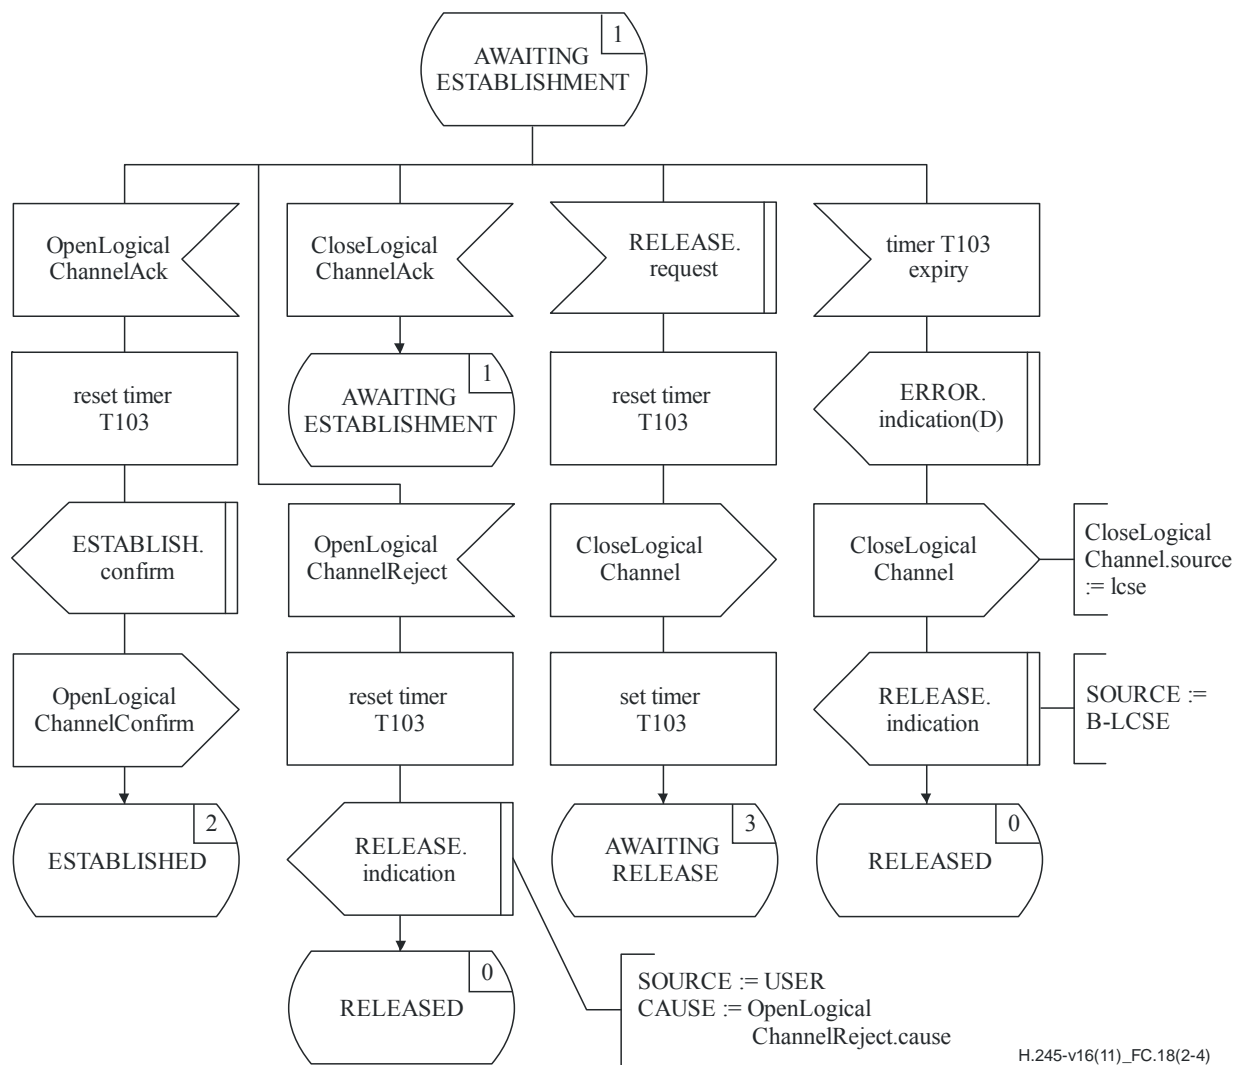 1
AWAITING
ESTABLISHMENT
OpenLogical
ChannelAck
CloseLogical
ChannelAck
RELEASE.
request
timer T103
expiry
reset timer
T103
1
AWAITING
ESTABLISHMENT
reset timer
T103
ERROR.
indication(D)
ESTABLISH.
confirm
OpenLogical
ChannelReject
CloseLogical
Channel
CloseLogical
Channel
CloseLogical
Channel.source
:= lcse
OpenLogical
ChannelConfirm
reset timer
T103
set timer
T103
RELEASE.
indication
SOURCE :=
B-LCSE
2
ESTABLISHED
RELEASE.
indication
3
AWAITING
RELEASE
0
RELEASED
0
RELEASED
SOURCE := USER
CAUSE := OpenLogical
ChannelReject.cause
H.245-v16(11)_FC.18(2-4)